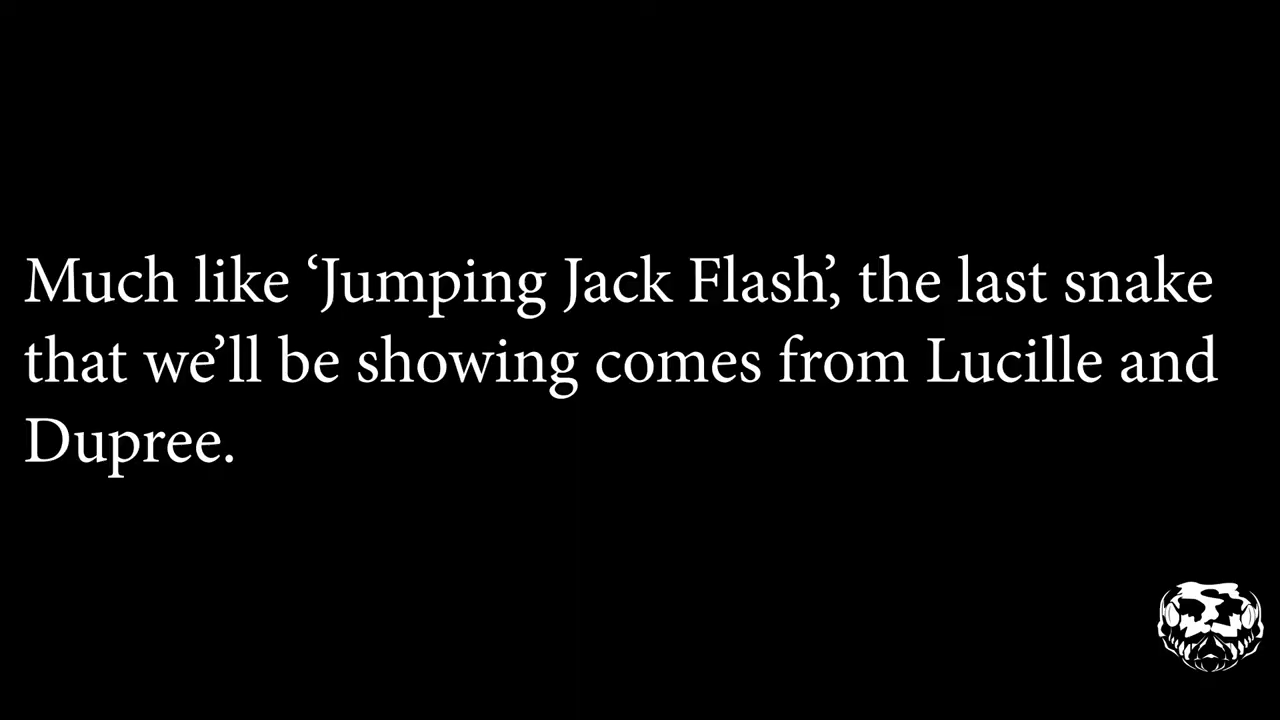 Much like ‘Jumping Jack Flash’, the last snake
that we’ll be showing comes from Lucille and
Dupree.